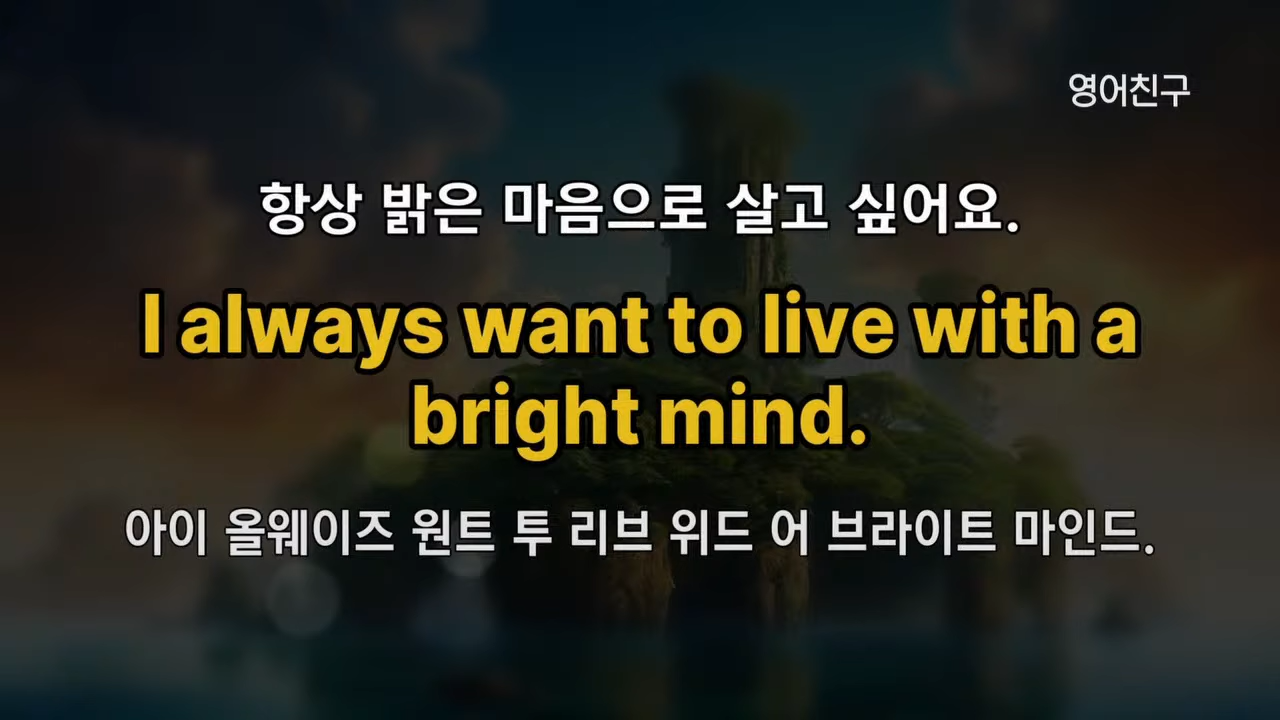 영어친구
항상 밝은 마음으로 살고 싶어요.
I always want to live with a
bright mind.
아이 올웨이즈 원트 투 리브 위드 어 브라이트 마인드.